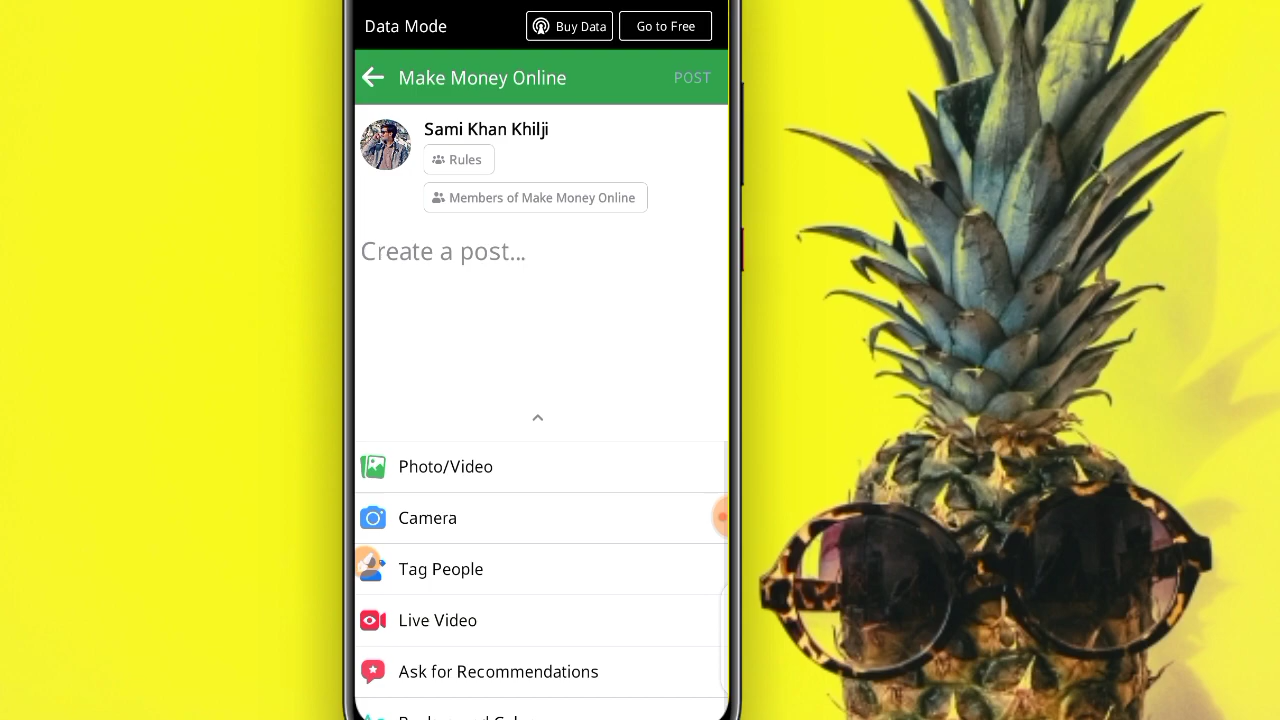 Data Mode
Buy Data
Go to Free
Make Money Online
POST
Sami Khan Khilji
Rules
Members of Make Money Online
Create a post...
Photo/Video
Camera
Tag People
Live Video
Ask for Recommendations